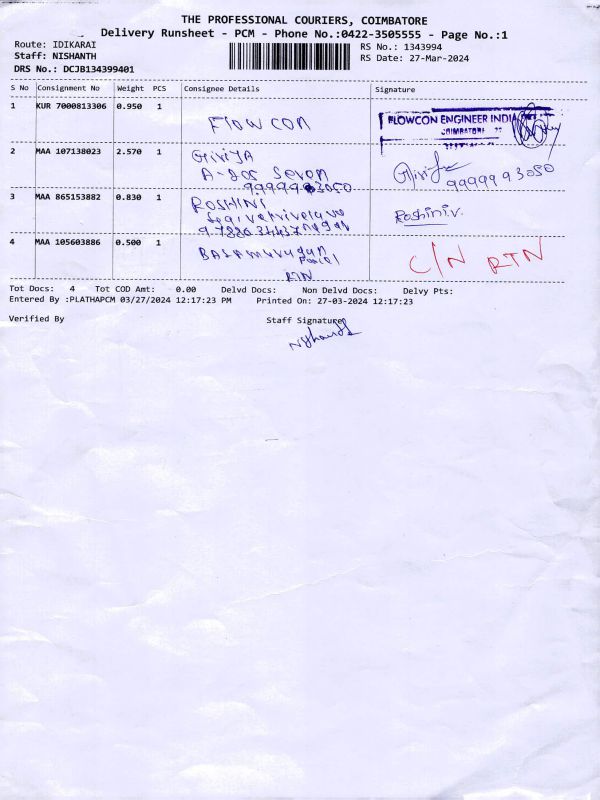 THE PROFESSIONAL COURIERS, COIMBATORE
Delivery Runsheet - PCM - Phone No.:0422-3505555 - Page No.:1
Route: IDIKARAI
RS No.: 1343994
Staff: NISHANTH
RS Date: 27-Mar-2024
DRS No.: DCJB134399401
S No Consignment No Weight PCS Consignee Details Signature
1 KUR 7000813306 0.950 1
FLOW CON
FLOWCON ENGINEER INDIA
COIMBATORE
2 MAA 107138023 2.570 1
GIRIJA
9999993050
3 MAA 865153882 0.830 1
ROSHINI
Roshini.v.
4 MAA 105603886 0.500 1
RTN
C/N RTN
Tot Docs: 4 Tot COD Amt: 0.00 Delvd Docs: Non Delvd Docs: Delvy Pts:
Entered By :PLATHAPCM 03/27/2024 12:17:23 PM Printed On: 27-03-2024 12:17:23
Verified By Staff Signature